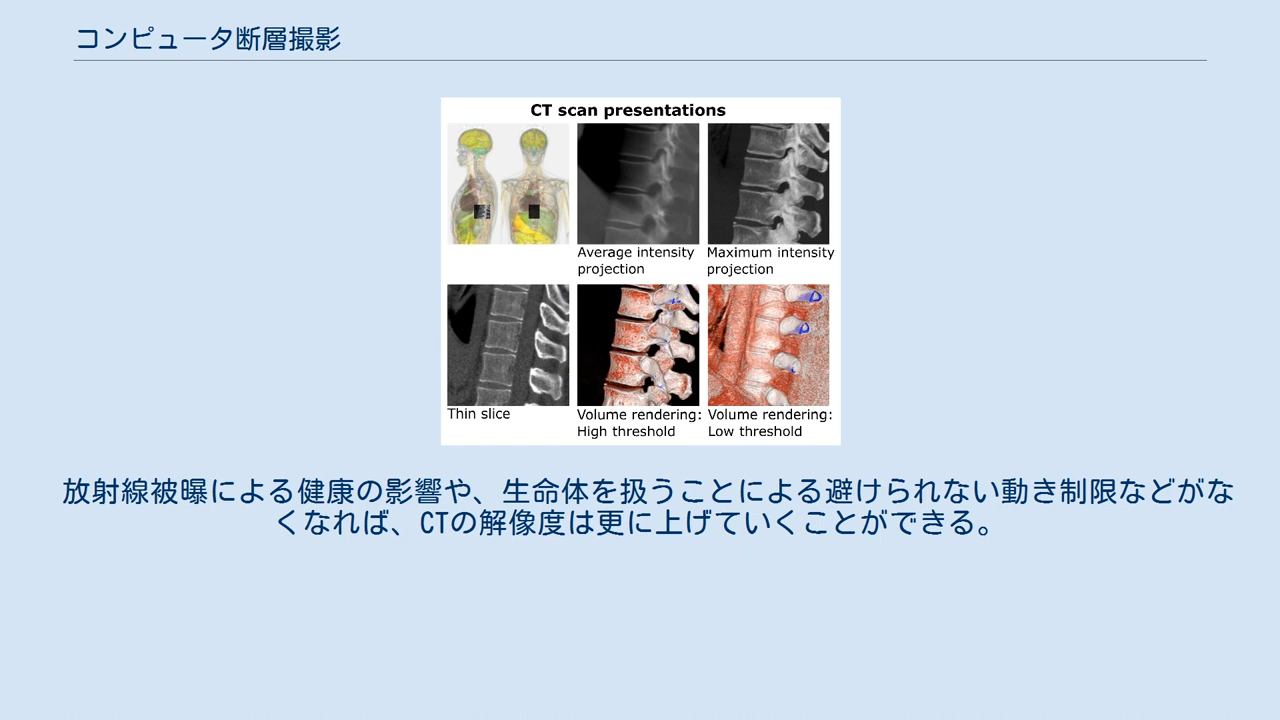 コンピュータ断層撮影
CT scan presentations
Average intensity
projection
Maximum intensity
projection
Thin slice
Volume rendering:
High threshold
Volume rendering:
Low threshold
放射線被曝による健康の影響や、生命体を扱うことによる避けられない動き制限などがな
くなれば、CTの解像度は更に上げていくことができる。